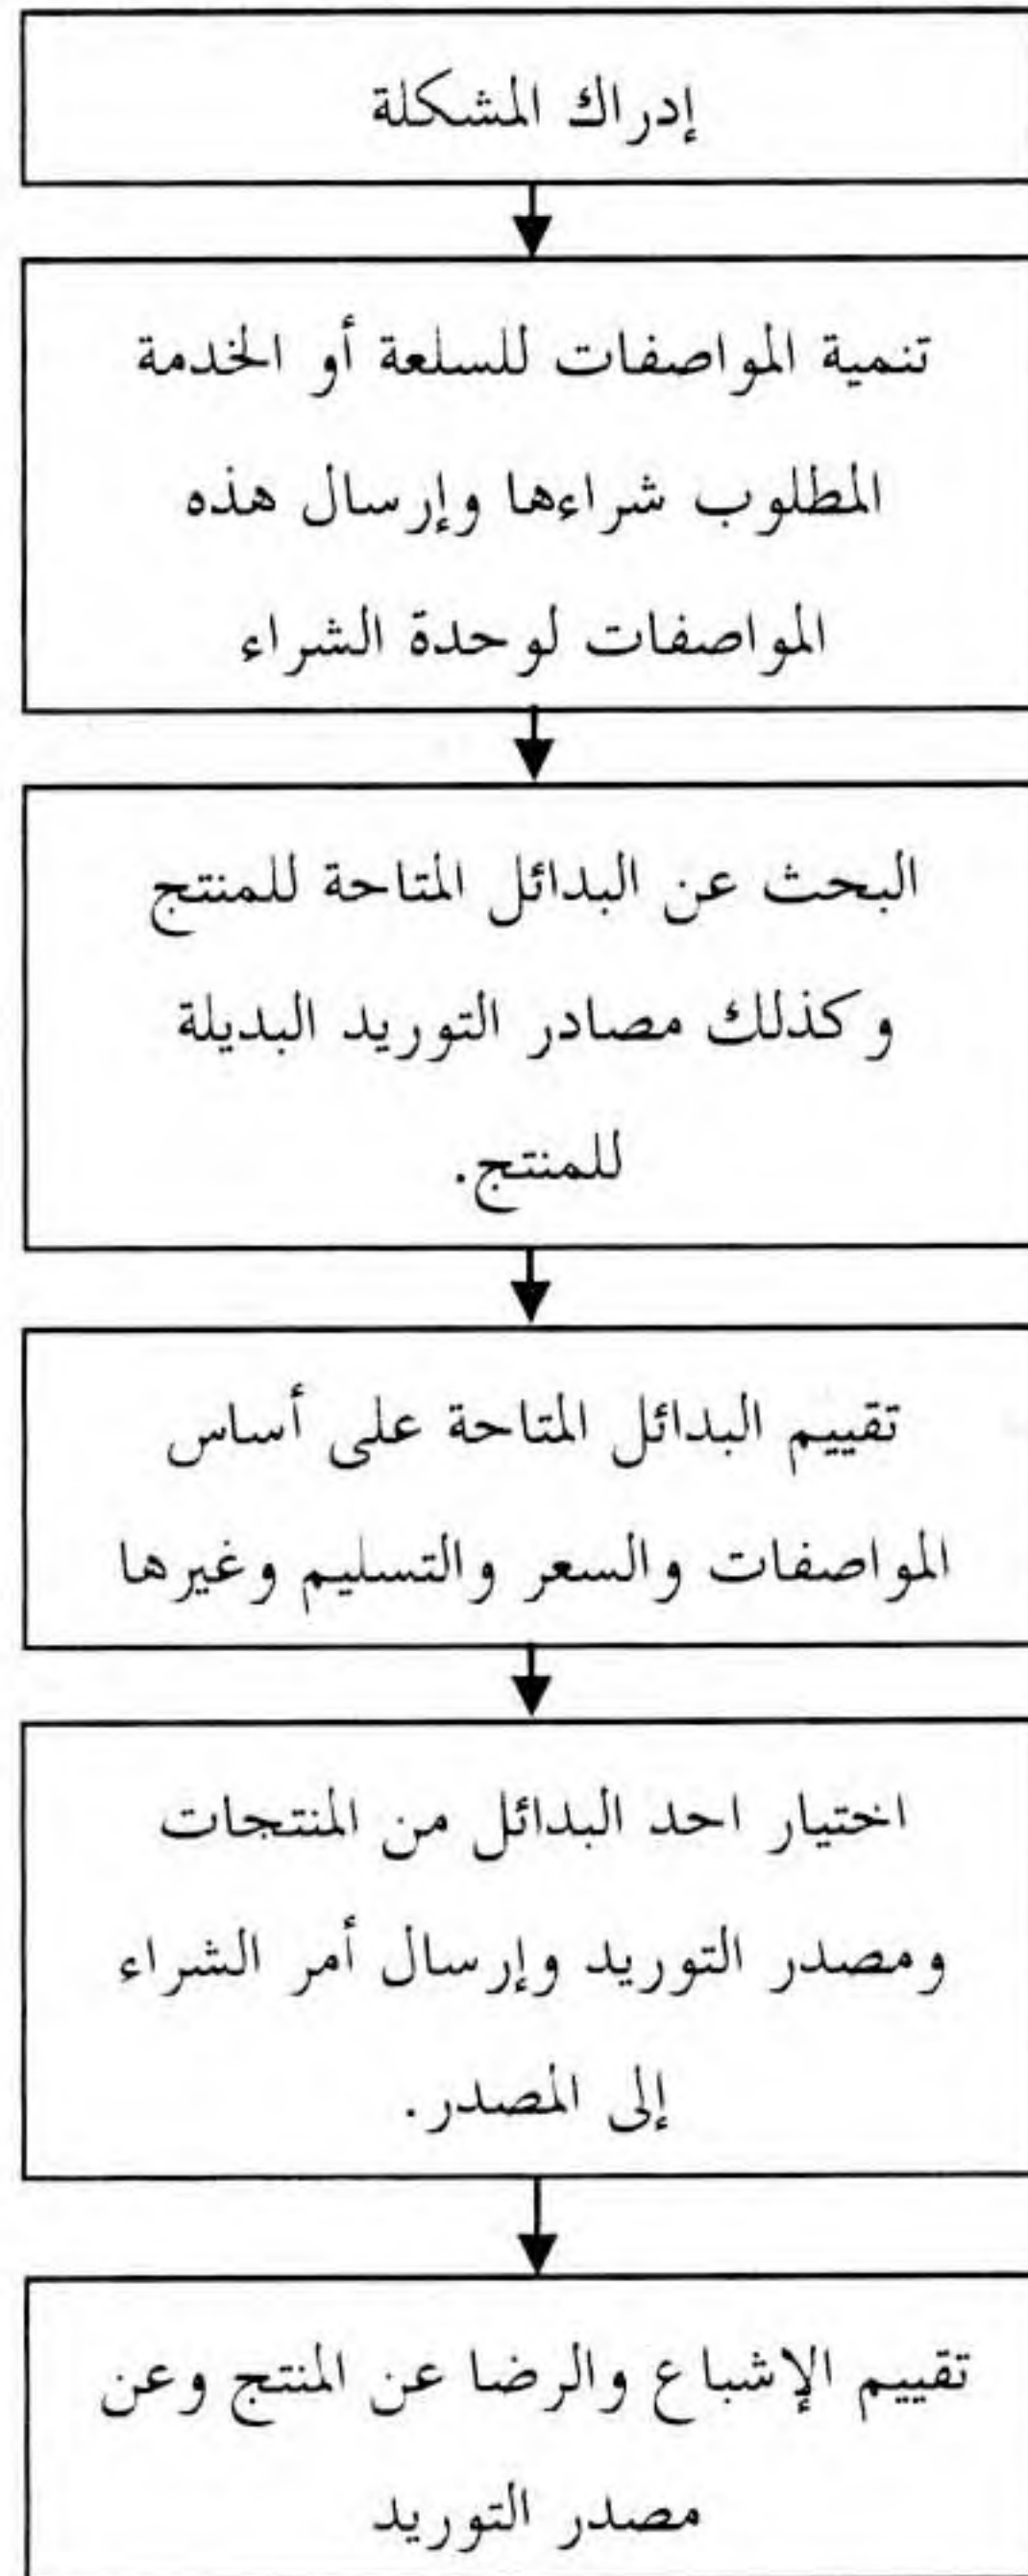 إدراك المشكلة
تنمية المواصفات للسلعة أو الخدمة
المطلوب شراءها وإرسال هذه
المواصفات لوحدة الشراء
البحث عن البدائل المتاحة للمنتج
وكذلك مصادر التوريد البديلة
للمنتج.
تقييم البدائل المتاحة على أساس
المواصفات والسعر والتسليم وغيرها
اختيار احد البدائل من المنتجات
ومصدر التوريد وإرسال أمر الشراء
إلى المصدر.
تقييم الإشباع والرضا عن المنتج وعن
مصدر التوريد